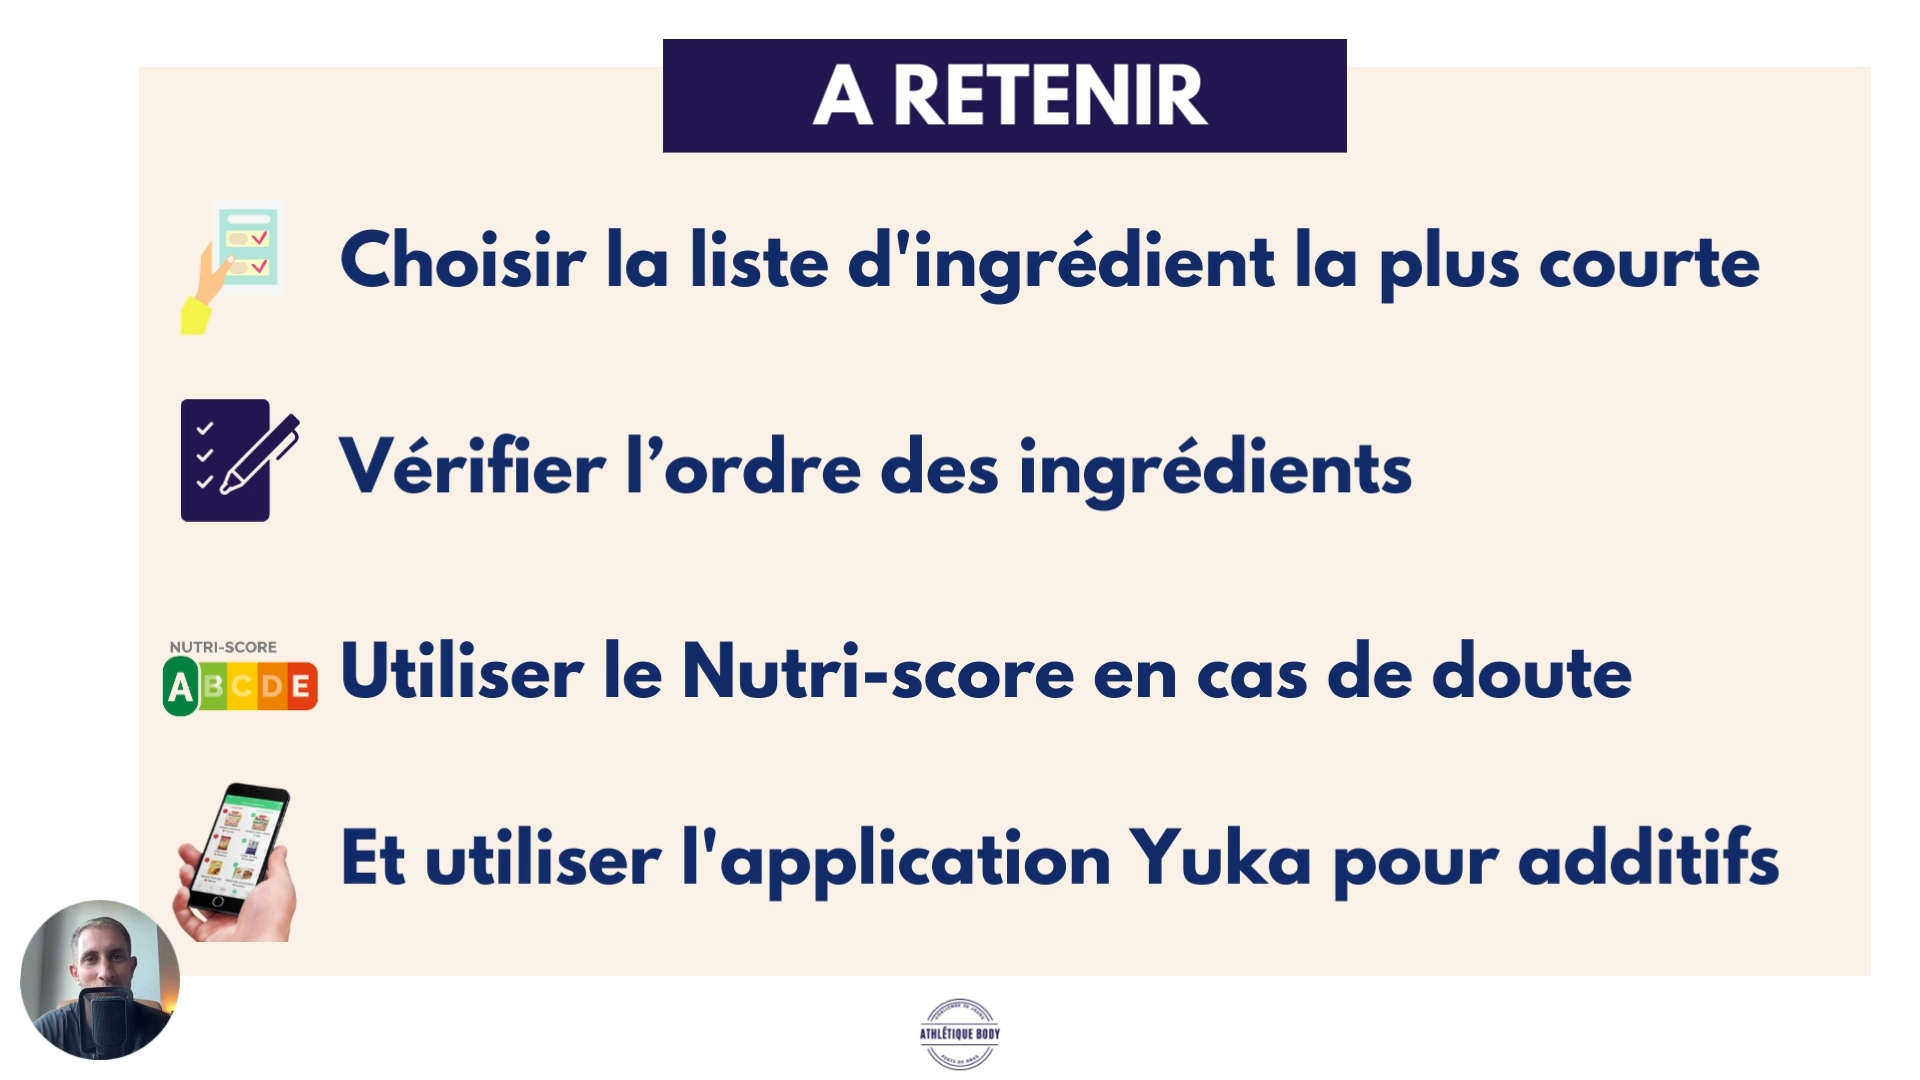 A RETENIR
Choisir la liste d'ingrédient la plus courte
Vérifier l’ordre des ingrédients
NUTRI-SCORE
A B C D E
Utiliser le Nutri-score en cas de doute
Et utiliser l'application Yuka pour additifs
ATHLÉTIQUE BODY